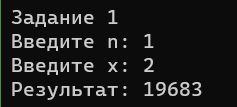 Задание 1
Введите n: 1
Введите x: 2
Результат: 19683